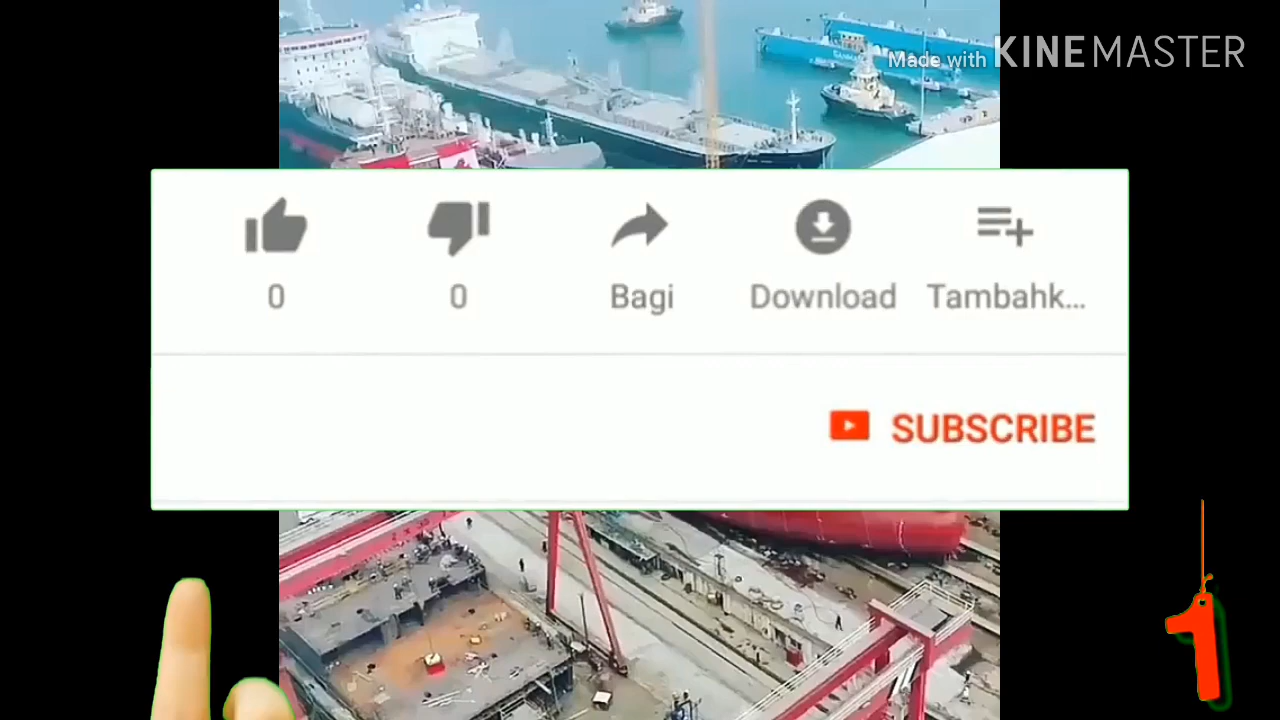 Made with KINEMASTER
0
0
Bagi
Download
Tambahk...
SUBSCRIBE
1